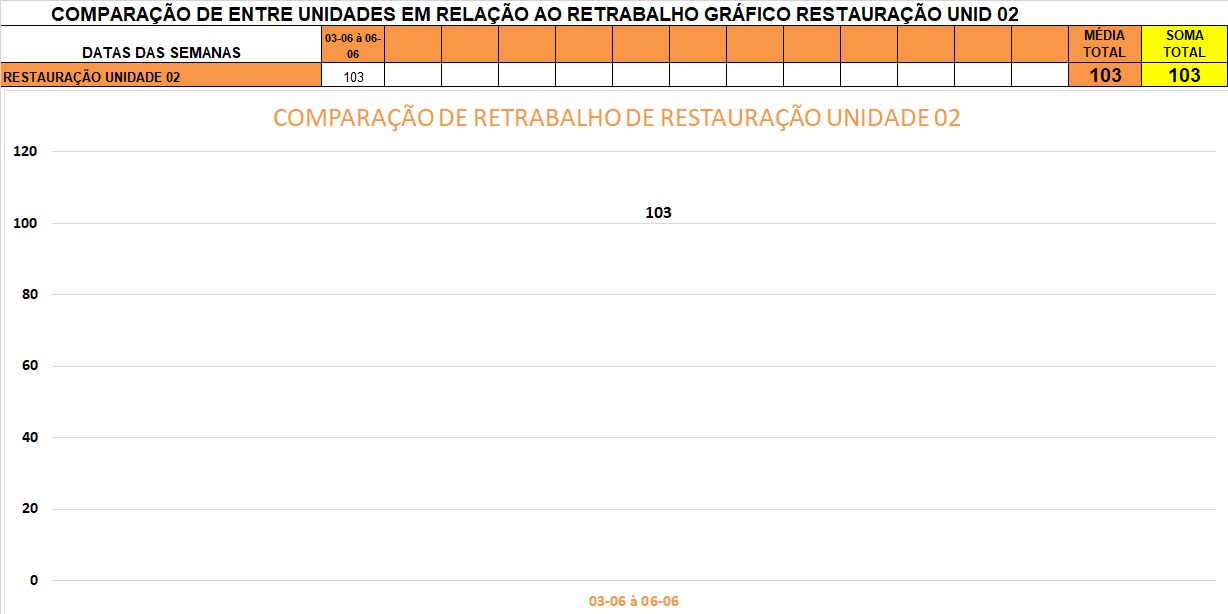 COMPARAÇÃO DE ENTRE UNIDADES EM RELAÇÃO AO RETRABALHO GRÁFICO RESTAURAÇÃO UNID 02
DATAS DAS SEMANAS
03-06 à 06-
06
MÉDIA
TOTAL
SOMA
TOTAL
RESTAURAÇÃO UNIDADE 02
103
103
103
COMPARAÇÃO DE RETRABALHO DE RESTAURAÇÃO UNIDADE 02
120
103
100
80
60
40
20
0
03-06 à 06-06